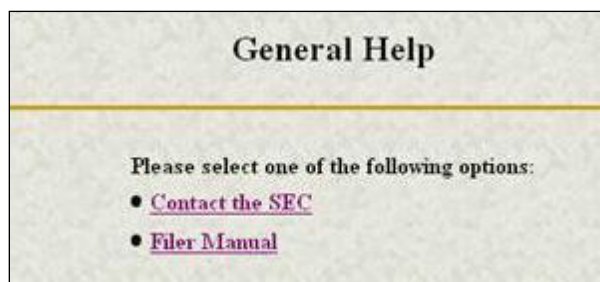 General Help
Please select one of the following options:
• Contact the SEC
• Filer Manual